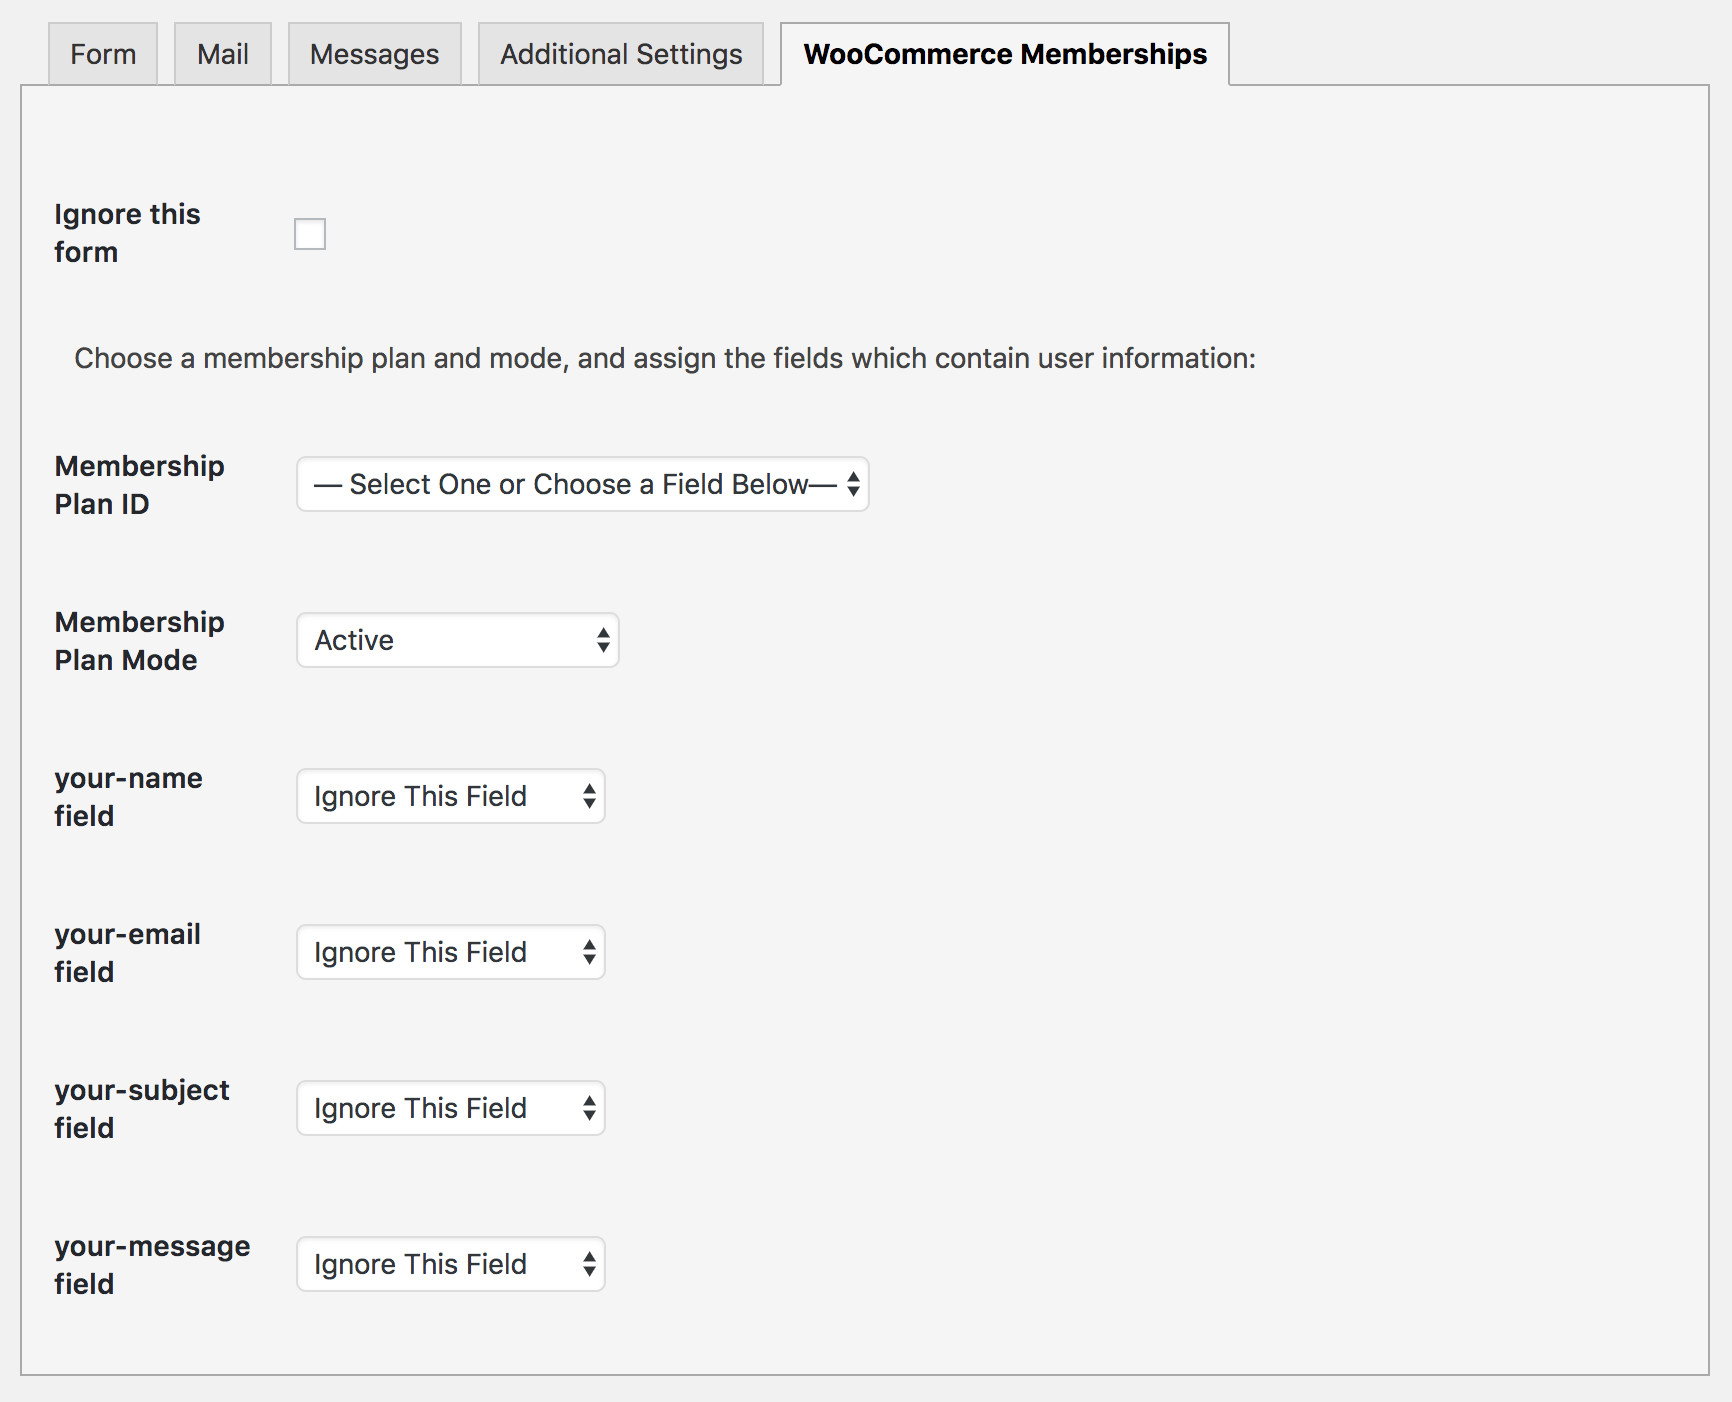 Form Mail Messages Additional Settings WooCommerce Memberships
Ignore this
form
Choose a membership plan and mode, and assign the fields which contain user information:
Membership
Plan ID
— Select One or Choose a Field Below—
Membership
Plan Mode
Active
your-name
field
Ignore This Field
your-email
field
Ignore This Field
your-subject
field
Ignore This Field
your-message
field
Ignore This Field